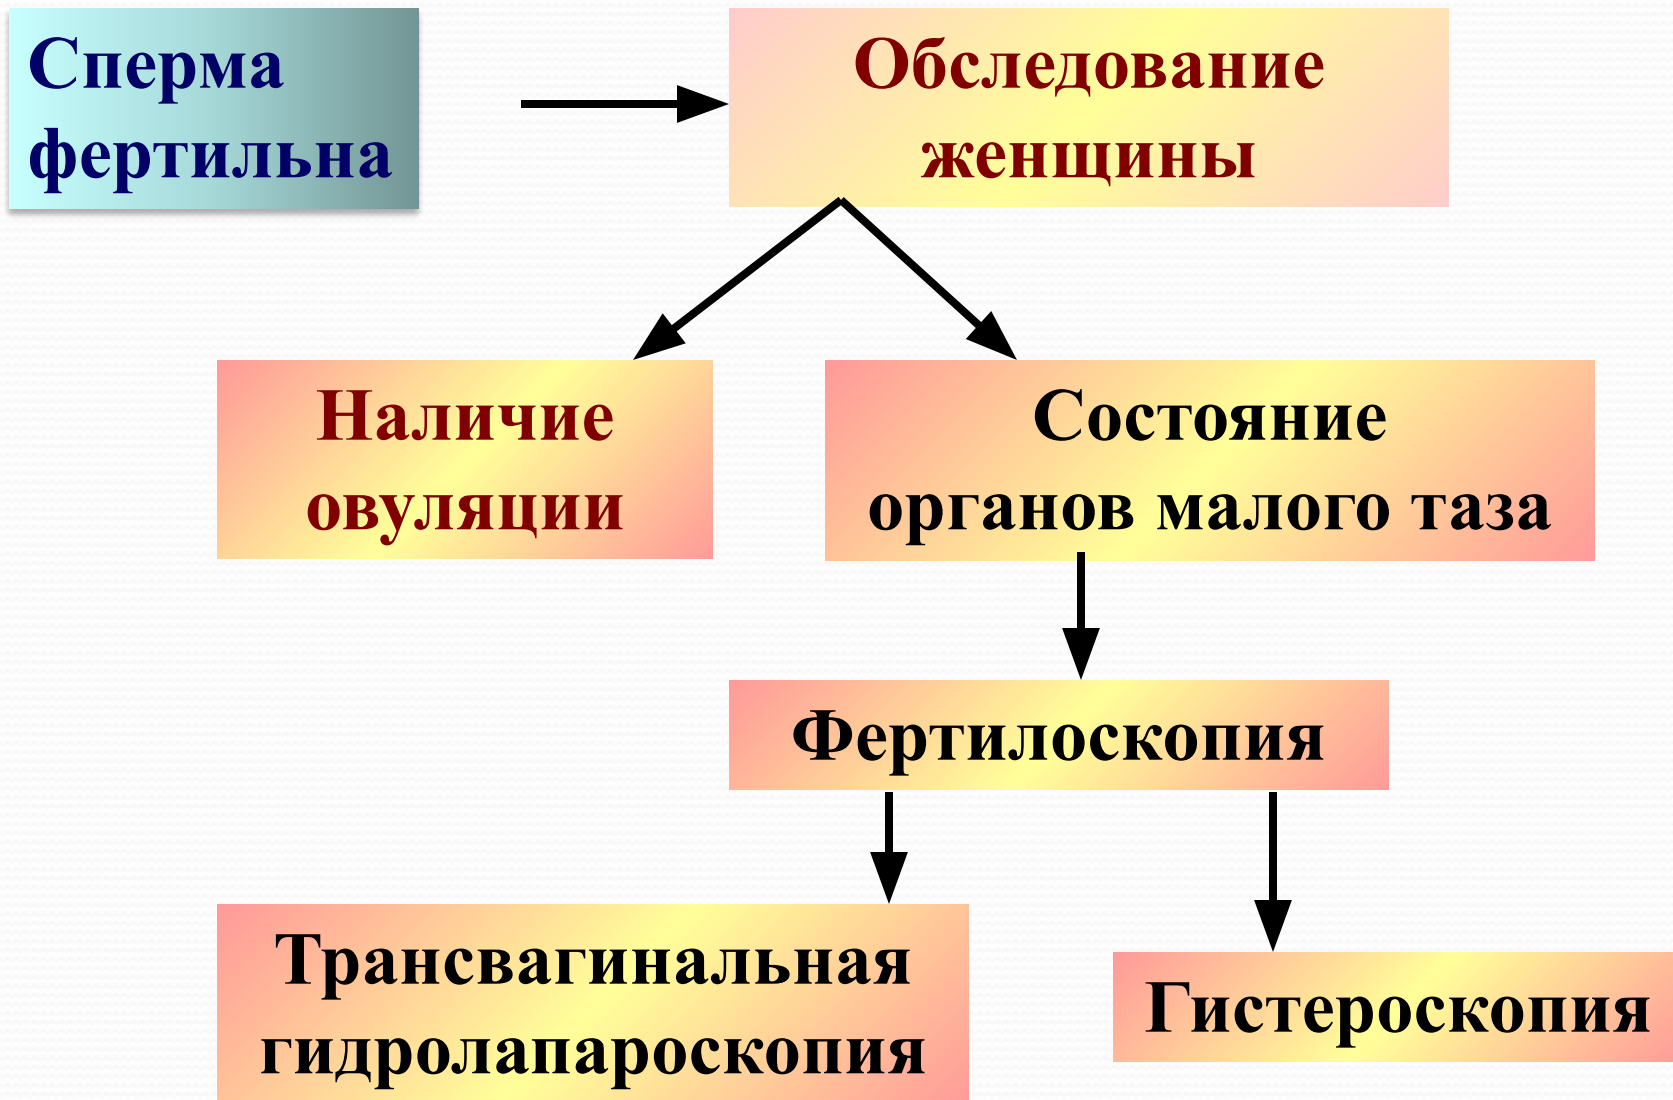 Сперма
фертильна
Обследование
женщины
Наличие
овуляции
Состояние
органов малого таза
Фертилоскопия
Трансвагинальная
гидролапароскопия
Гистероскопия